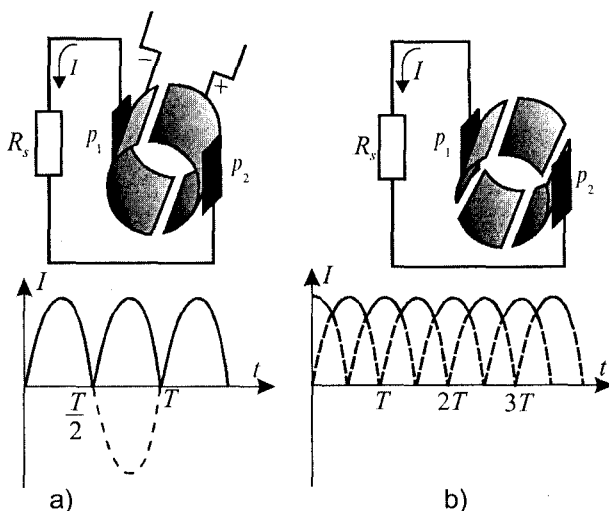 I
−
+
R_s
p_1
p_2
I
R_s
p_1
p_2
I
T/2
T
t
a)
I
T
2T
3T
t
b)